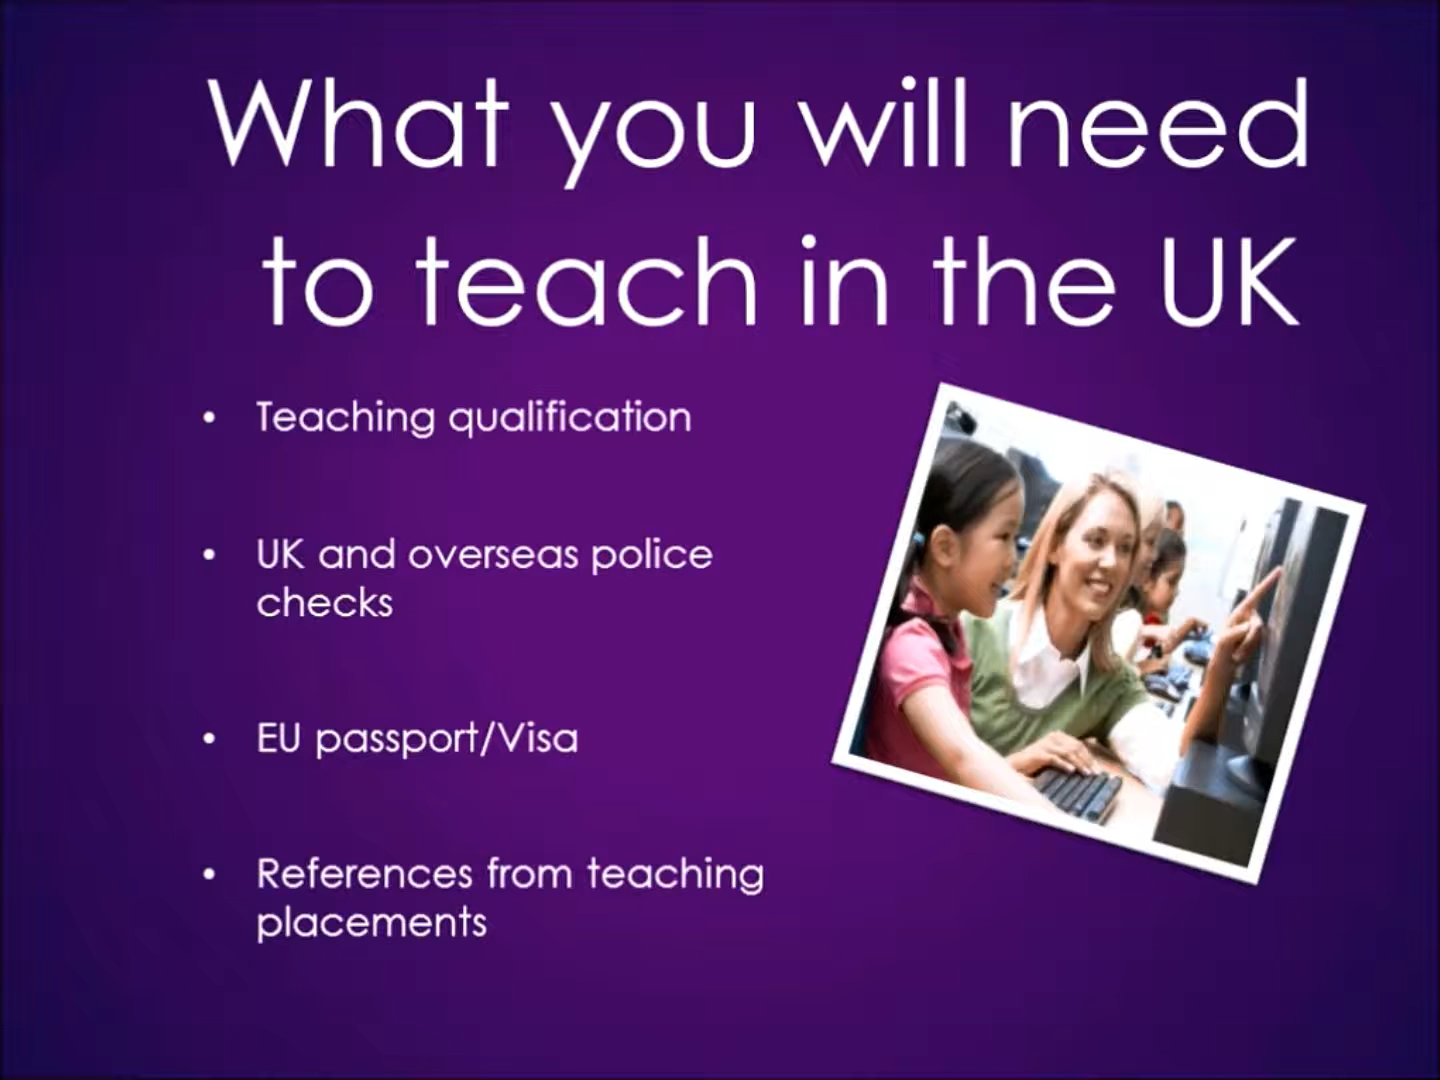 What you will need
to teach in the UK
• Teaching qualification
• UK and overseas police
checks
• EU passport/Visa
• References from teaching
placements